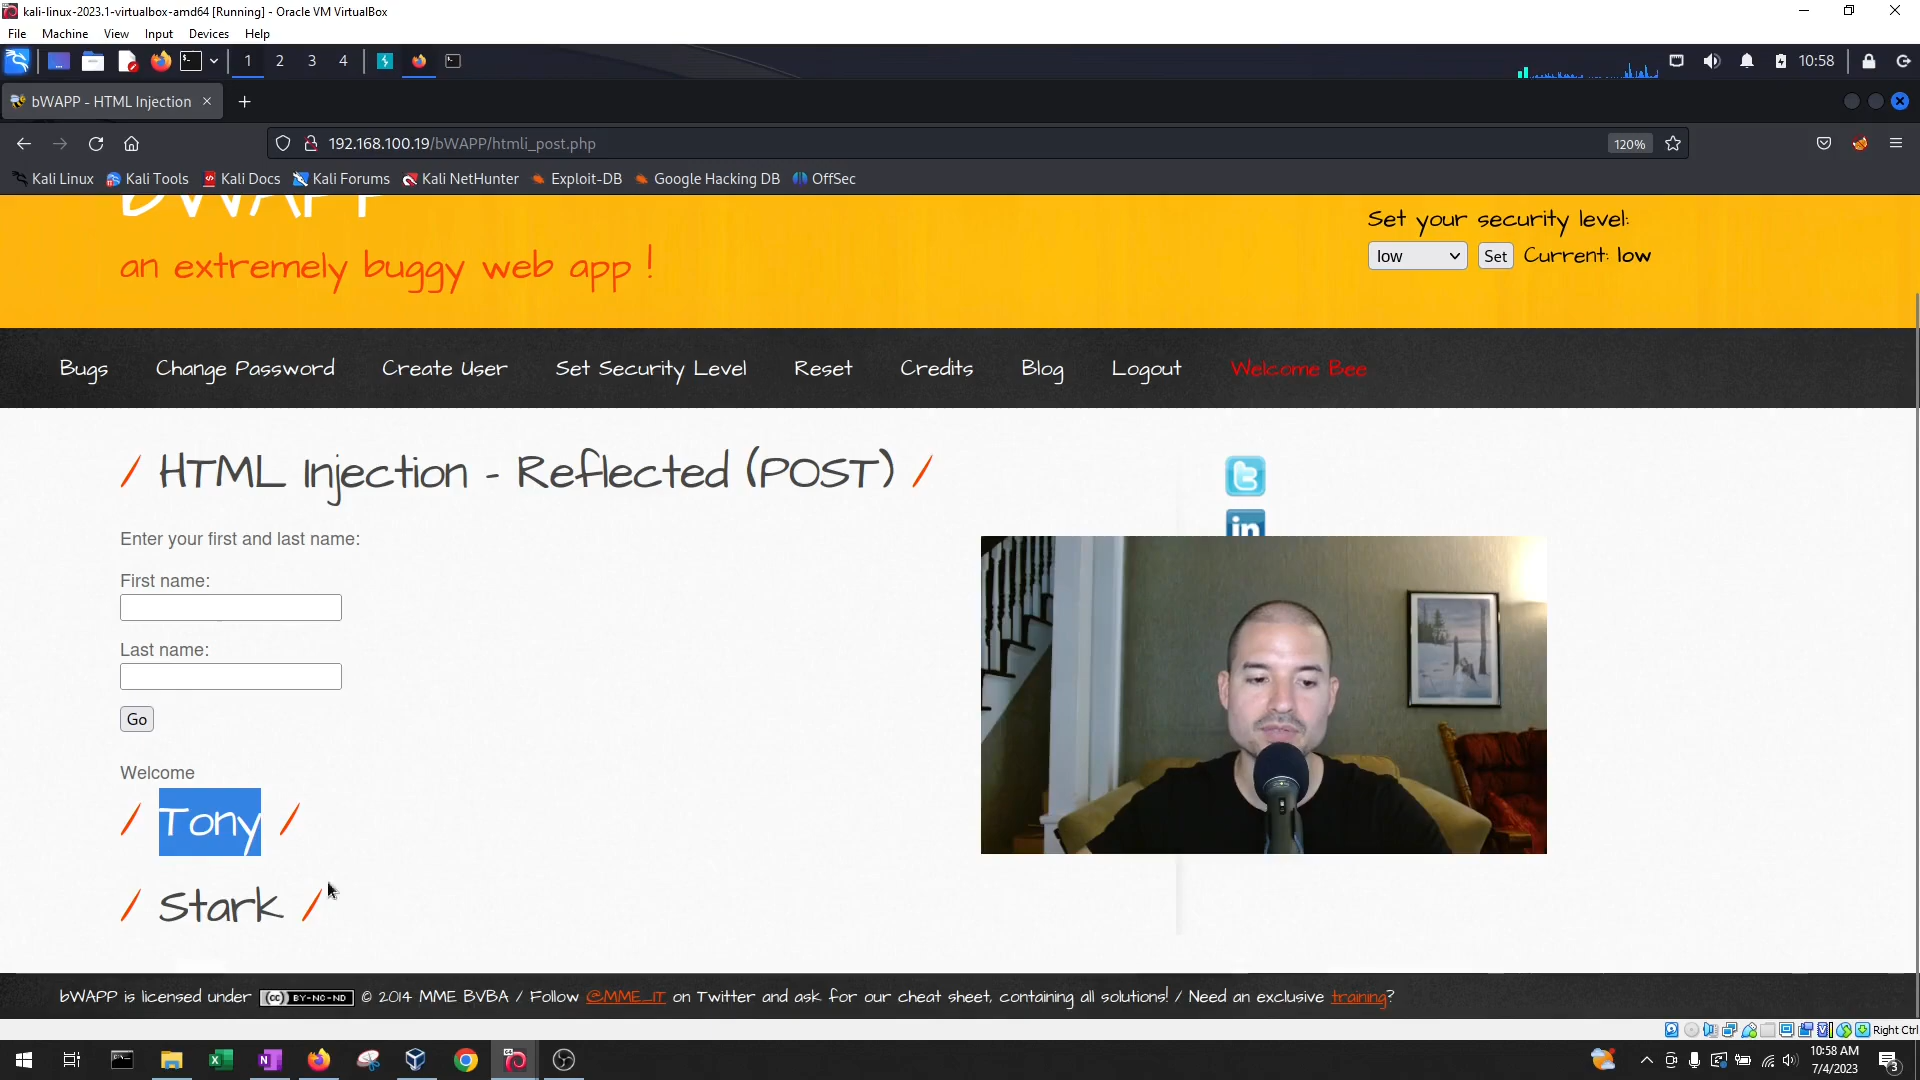 kali-linux-2023.1-virtualbox-amd64 [Running] - Oracle VM VirtualBox
File Machine View Input Devices Help
1 2 3 4 10:58
bWAPP - HTML Injection
192.168.100.19/bWAPP/htmli_post.php 120%
Kali Linux Kali Tools Kali Docs Kali Forums Kali NetHunter Exploit-DB Google Hacking DB OffSec
bWAPP
Set your security level:
an extremely buggy web app !
low Set Current: low
Bugs Change Password Create User Set Security Level Reset Credits Blog Logout Welcome Bee
/ HTML Injection - Reflected (POST) /
Enter your first and last name:
First name:
Last name:
Go
Welcome
/ Tony /
/ Stark /
bWAPP is licensed under (cc) BY-NC-ND © 2014 MME BVBA / Follow @MME_IT on Twitter and ask for our cheat sheet, containing all solutions! / Need an exclusive training?
Right Ctrl
10:58 AM
7/4/2023
3